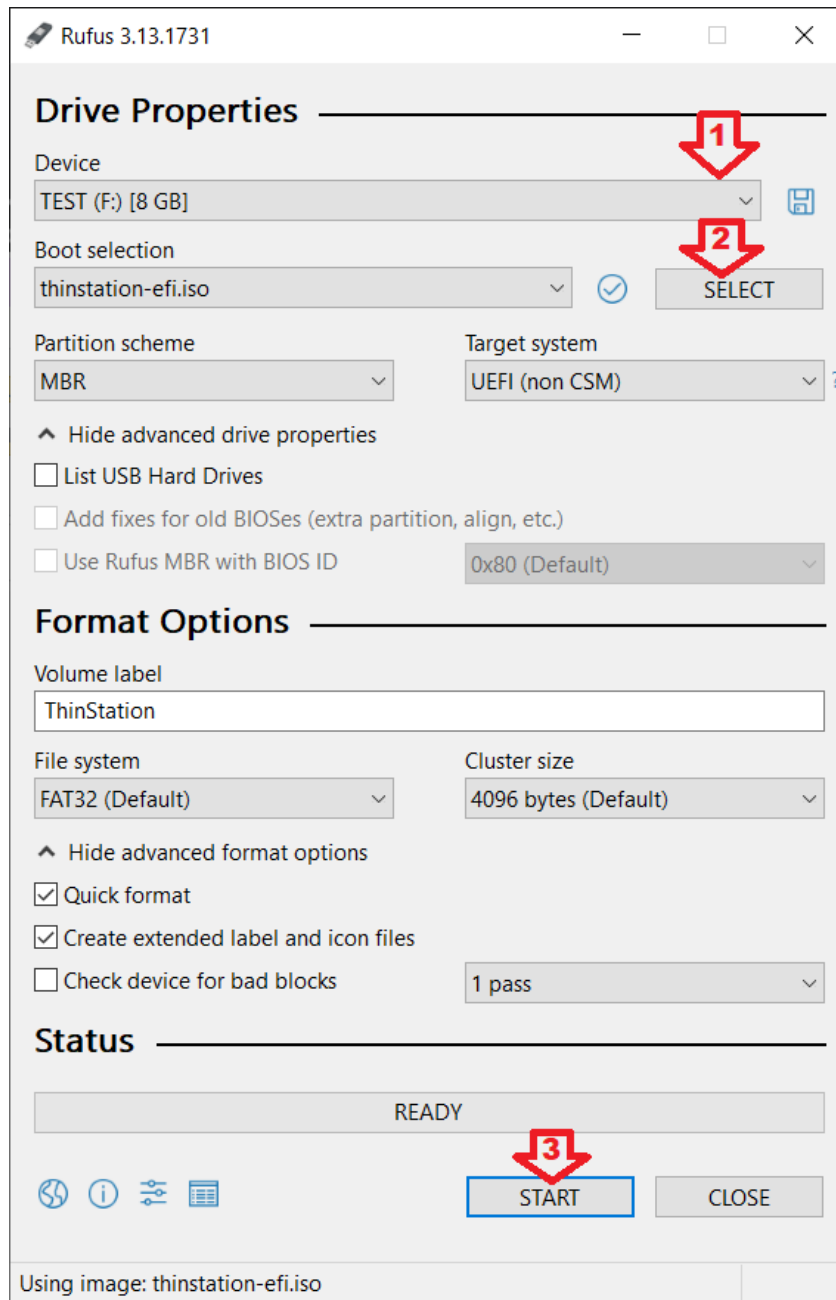 Rufus 3.13.1731
Drive Properties
1
Device
TEST (F:) [8 GB]
2
Boot selection
thinstation-efi.iso
SELECT
Partition scheme
Target system
MBR
UEFI (non CSM)
?
Hide advanced drive properties
List USB Hard Drives
Add fixes for old BIOSes (extra partition, align, etc.)
Use Rufus MBR with BIOS ID
0x80 (Default)
Format Options
Volume label
ThinStation
File system
Cluster size
FAT32 (Default)
4096 bytes (Default)
Hide advanced format options
Quick format
Create extended label and icon files
Check device for bad blocks
1 pass
Status
READY
3
START
CLOSE
Using image: thinstation-efi.iso